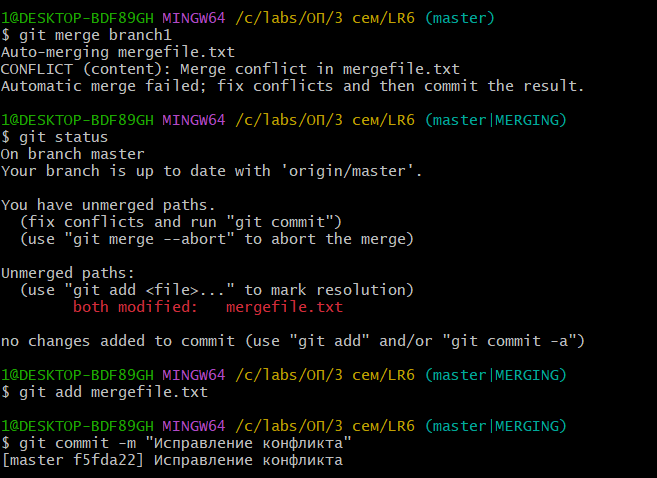 1@DESKTOP-BDF89GH MINGW64 /c/labs/ОП/3 сем/LR6 (master)
$ git merge branch1
Auto-merging mergefile.txt
CONFLICT (content): Merge conflict in mergefile.txt
Automatic merge failed; fix conflicts and then commit the result.

1@DESKTOP-BDF89GH MINGW64 /c/labs/ОП/3 сем/LR6 (master|MERGING)
$ git status
On branch master
Your branch is up to date with 'origin/master'.

You have unmerged paths.
  (fix conflicts and run "git commit")
  (use "git merge --abort" to abort the merge)

Unmerged paths:
  (use "git add <file>..." to mark resolution)
        both modified:   mergefile.txt

no changes added to commit (use "git add" and/or "git commit -a")

1@DESKTOP-BDF89GH MINGW64 /c/labs/ОП/3 сем/LR6 (master|MERGING)
$ git add mergefile.txt

1@DESKTOP-BDF89GH MINGW64 /c/labs/ОП/3 сем/LR6 (master|MERGING)
$ git commit -m "Исправление конфликта"
[master f5fda22] Исправление конфликта